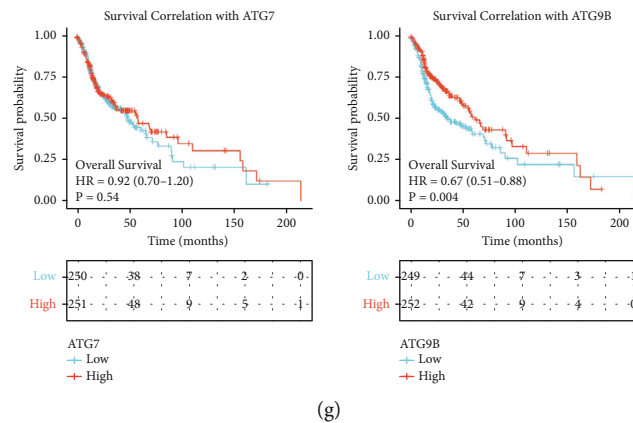 Survival Correlation with ATG7
Survival probability
1.00
0.75
0.50
0.25
0.00
Overall Survival
HR = 0.92 (0.70–1.20)
P = 0.54
0 50 100 150 200
Time (months)
Low 250 38 7 2 0
High 251 48 9 5 1
ATG7
Low
High
Survival Correlation with ATG9B
Survival probability
1.00
0.75
0.50
0.25
0.00
Overall Survival
HR = 0.67 (0.51–0.88)
P = 0.004
0 50 100 150 200
Time (months)
Low 249 44 7 3
High 252 42 9 4
ATG9B
Low
High
(g)